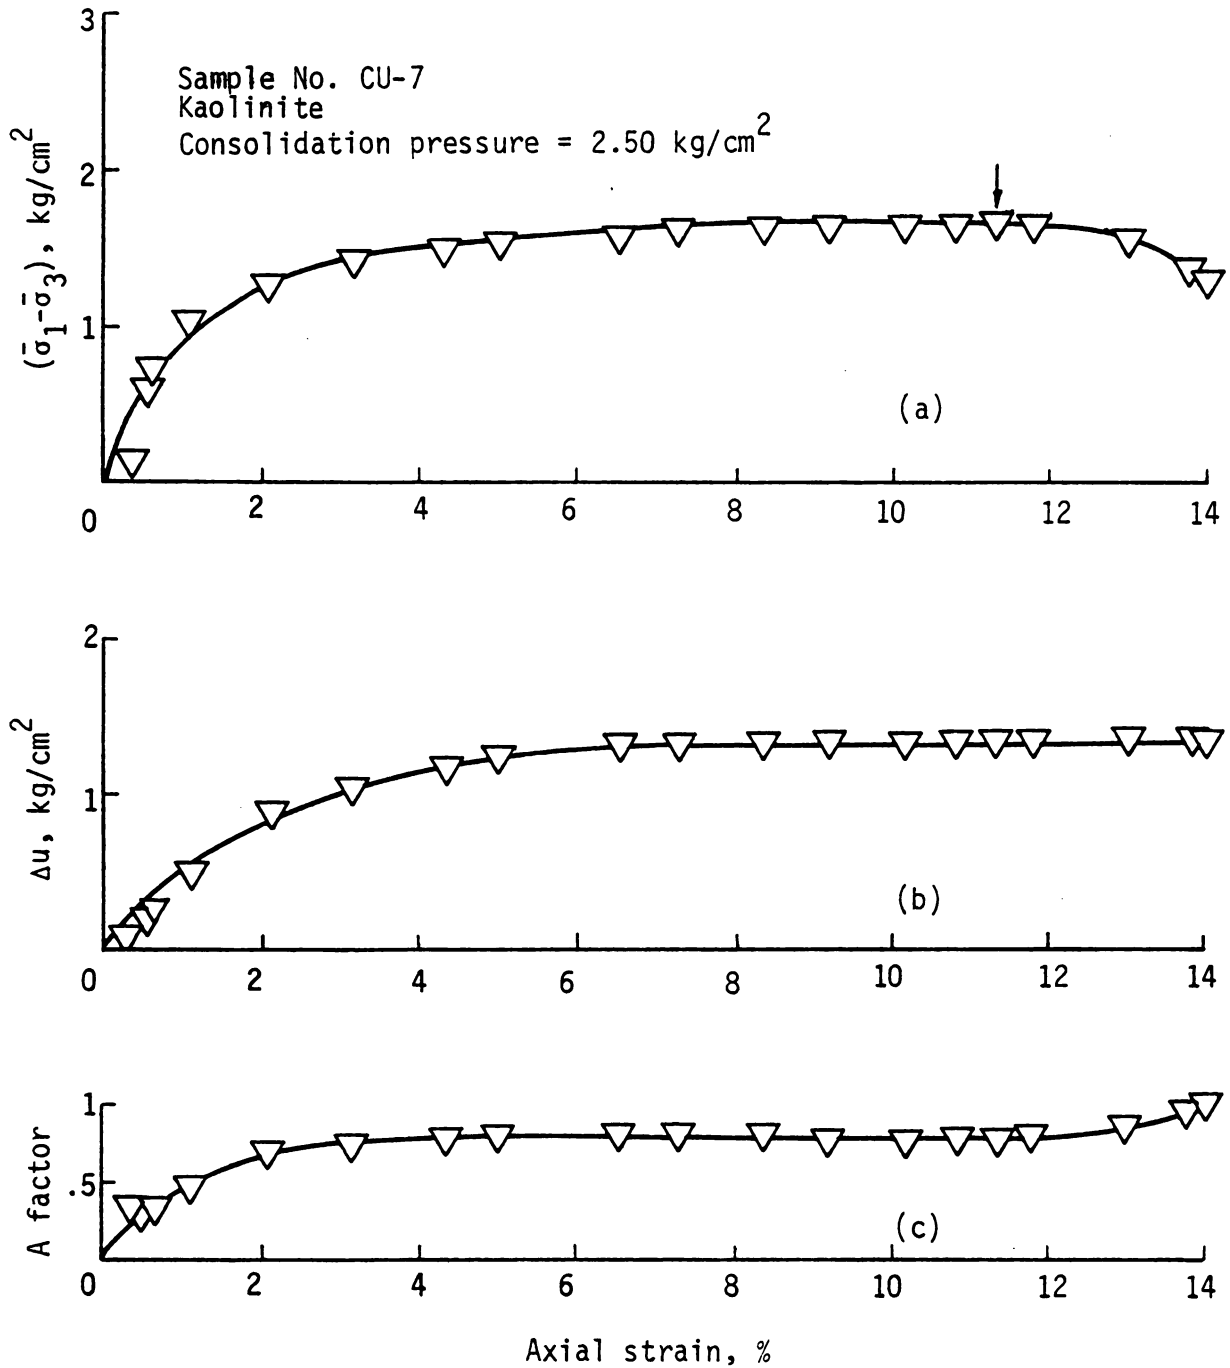 3
Sample No. CU-7
Kaolinite
Consolidation pressure = 2.50 kg/cm²
2
(σ̄₁-σ̄₃), kg/cm²
1
(a)
0 2 4 6 8 10 12 14
2
Δu, kg/cm²
1
(b)
0 2 4 6 8 10 12 14
1
A factor
.5
(c)
0 2 4 6 8 10 12 14
Axial strain, %